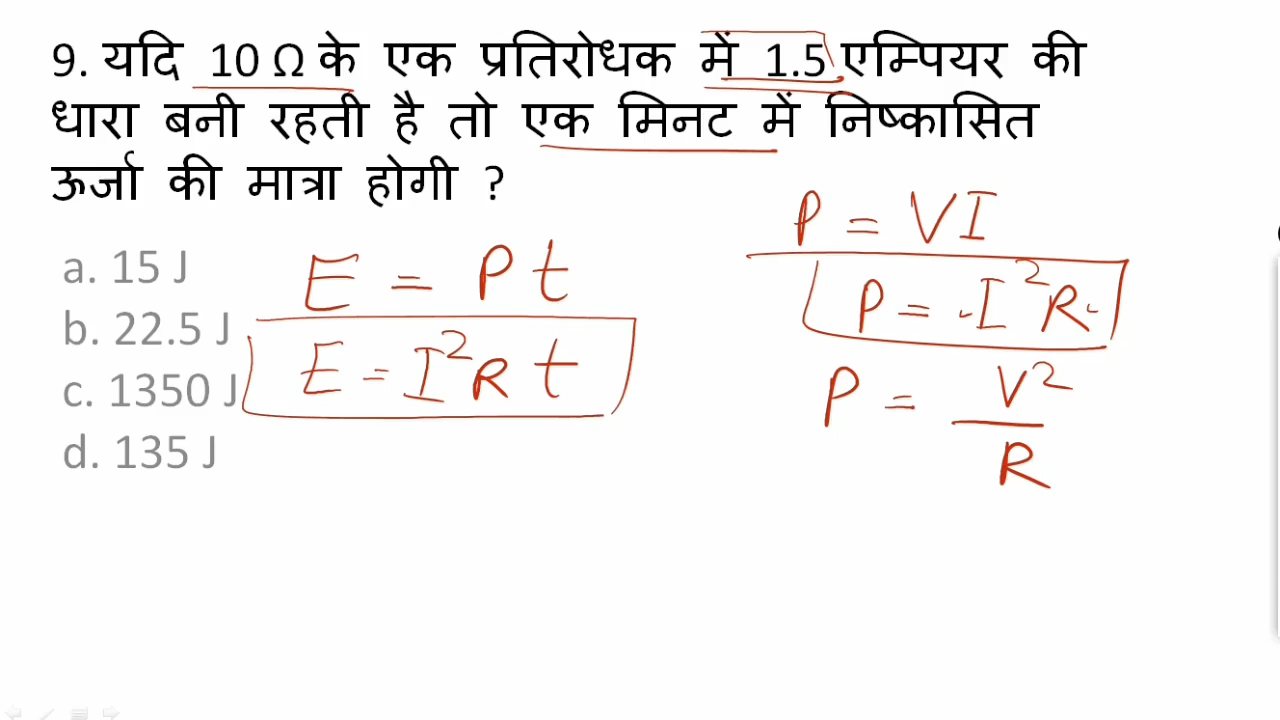 9. यदि 10 Ω के एक प्रतिरोधक में 1.5 एम्पियर की
धारा बनी रहती है तो एक मिनट में निष्कासित
ऊर्जा की मात्रा होगी ?
a. 15 J
b. 22.5 J
c. 1350 J
d. 135 J
E = Pt
E = I²Rt
P = VI
P = I²R
P = V²/R